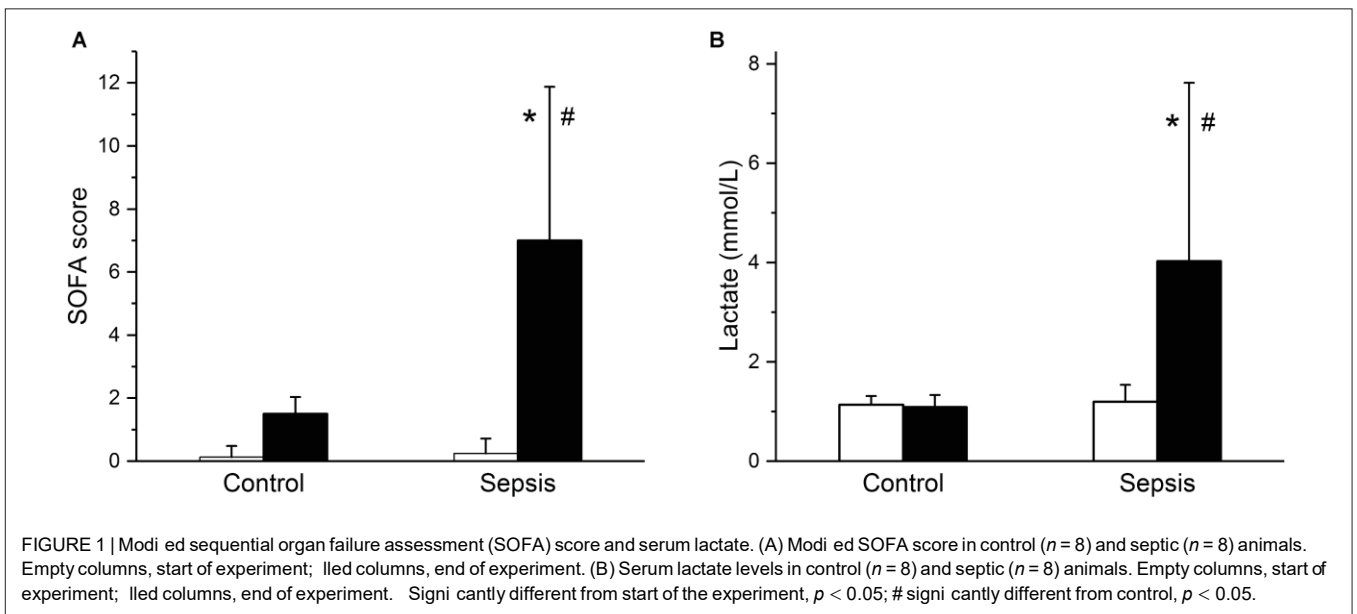 A
B
12
10
8
6
4
2
0
SOFA score
* #
Control
Sepsis
8
6
4
2
0
Lactate (mmol/L)
* #
Control
Sepsis
FIGURE 1 | Modi ed sequential organ failure assessment (SOFA) score and serum lactate. (A) Modi ed SOFA score in control (n = 8) and septic (n = 8) animals.
Empty columns, start of experiment; lled columns, end of experiment. (B) Serum lactate levels in control (n = 8) and septic (n = 8) animals. Empty columns, start of
experiment; lled columns, end of experiment. Signi cantly different from start of the experiment, p < 0.05; # signi cantly different from control, p < 0.05.